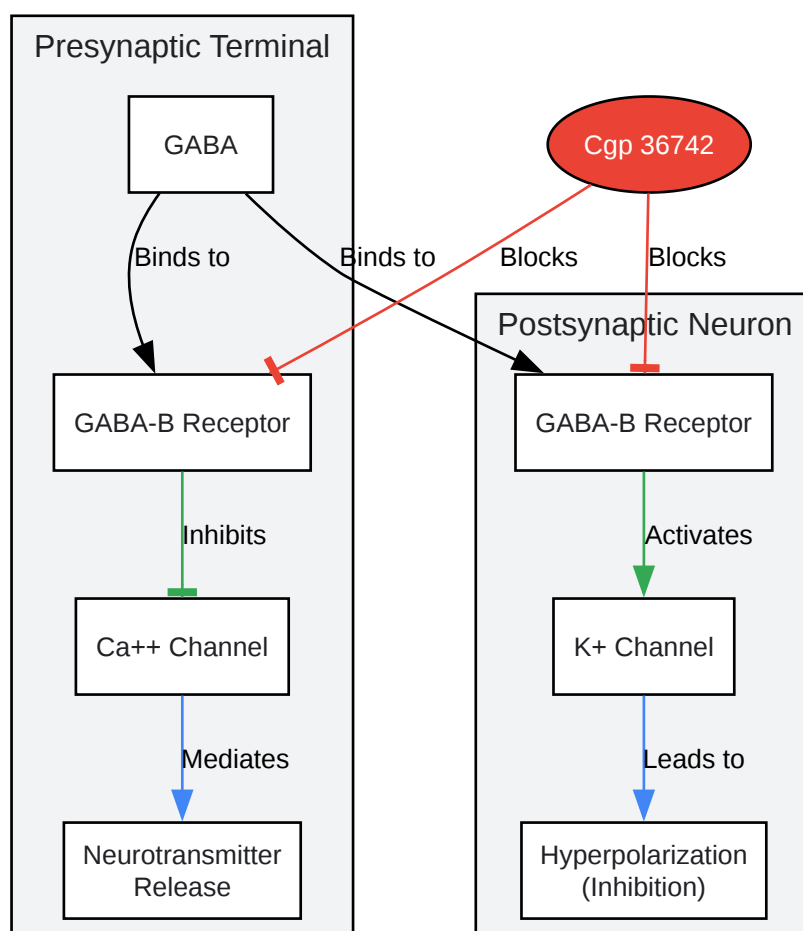 Presynaptic Terminal
GABA
Cgp 36742
Binds to
Binds to
Blocks
Blocks
Postsynaptic Neuron
GABA-B Receptor
GABA-B Receptor
Inhibits
Activates
Ca++ Channel
K+ Channel
Mediates
Leads to
Neurotransmitter
Release
Hyperpolarization
(Inhibition)